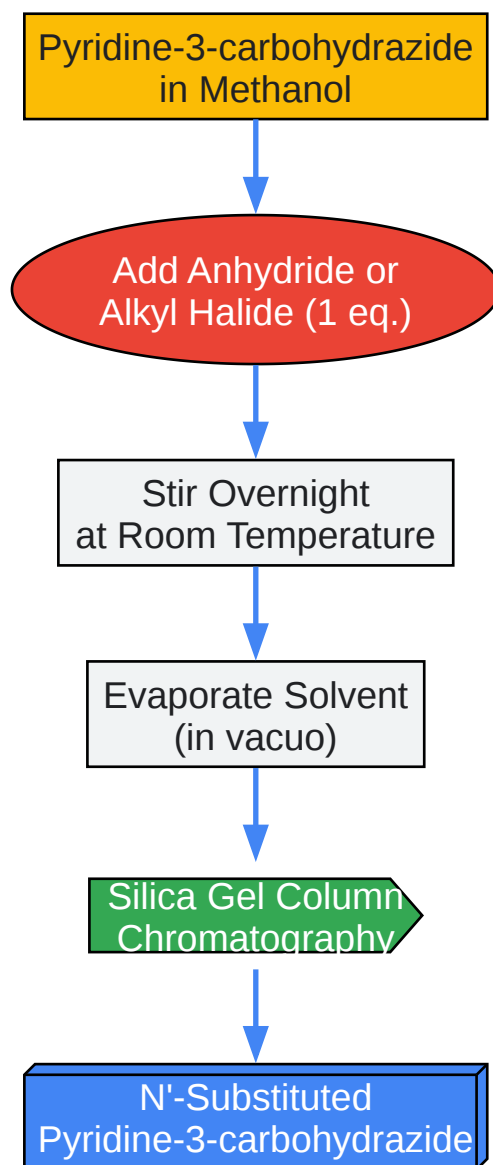 Pyridine-3-carbohydrazide
in Methanol
Add Anhydride or
Alkyl Halide (1 eq.)
Stir Overnight
at Room Temperature
Evaporate Solvent
(in vacuo)
Silica Gel Column
Chromatography
N'-Substituted
Pyridine-3-carbohydrazide